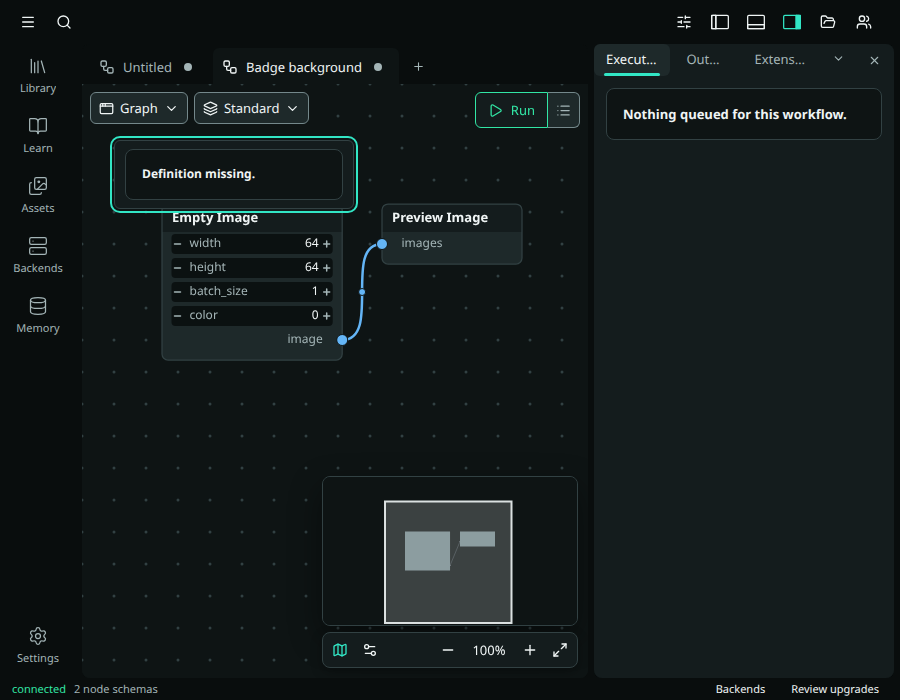 Library
Learn
Assets
Backends
Memory
Settings
Untitled
Badge background
Graph
Standard
Run
Definition missing.
Empty Image
width 64
height 64
batch_size 1
color 0
image
Preview Image
images
100%
Execut...
Out...
Extens...
Nothing queued for this workflow.
connected 2 node schemas
Backends
Review upgrades